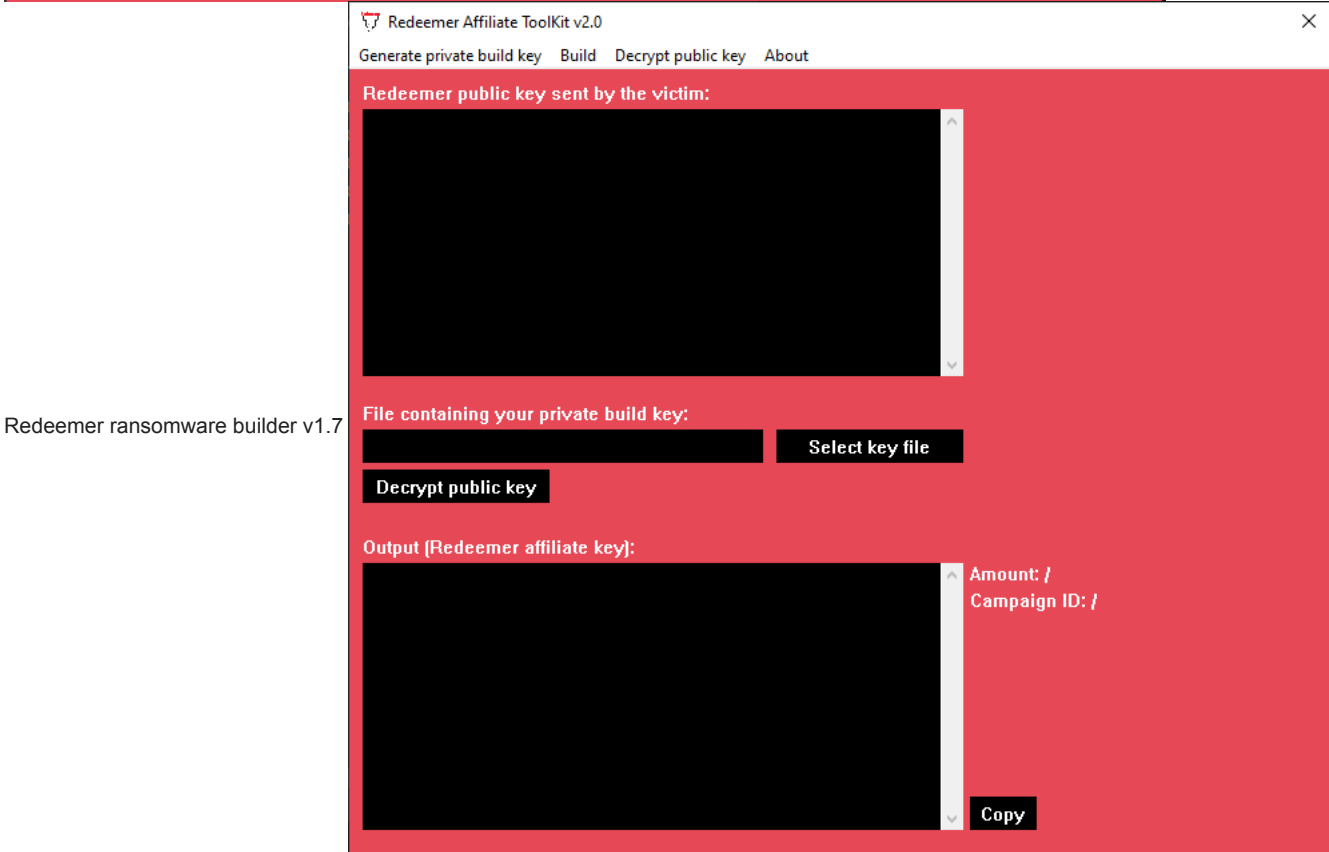 Redeemer Affiliate ToolKit v2.0
Generate private build key Build Decrypt public key About
Redeemer public key sent by the victim:
Redeemer ransomware builder v1.7
File containing your private build key:
Select key file
Decrypt public key
Output (Redeemer affiliate key):
Amount: /
Campaign ID: /
Copy